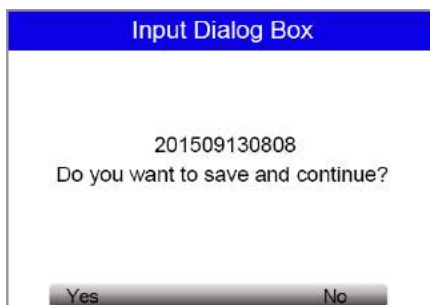 Input Dialog Box
201509130808
Do you want to save and continue?
Yes No